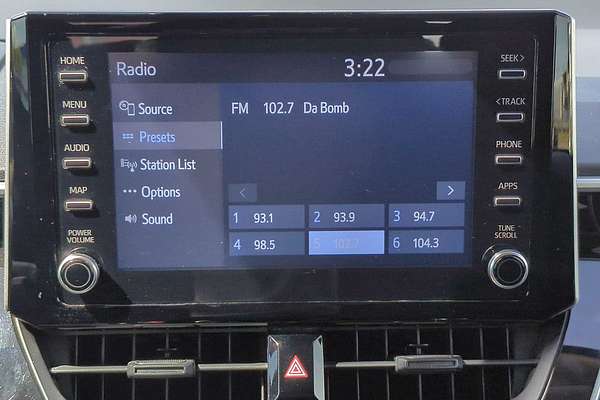 HOME
MENU
AUDIO
MAP
POWER
VOLUME
Radio
3:22
Source
Presets
Station List
Options
Sound
FM 102.7 Da Bomb
<
>
1 93.1
2 93.9
3 94.7
4 98.5
5 102.7
6 104.3
SEEK >
< TRACK
PHONE
APPS
TUNE
SCROLL